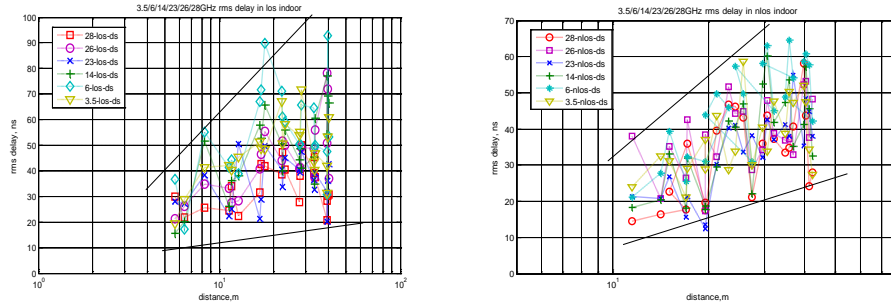 3.5/6/14/23/26/28GHz rms delay in los indoor
100
90
80
70
60
50
40
30
20
10
0
rms delay, ns
28-los-ds
26-los-ds
23-los-ds
14-los-ds
6-los-ds
3.5-los-ds
10^0
10^1
10^2
distance,m
3.5/6/14/23/26/28GHz rms delay in nlos indoor
70
60
50
40
30
20
10
0
rms delay, ns
28-nlos-ds
26-nlos-ds
23-nlos-ds
14-nlos-ds
6-nlos-ds
3.5-nlos-ds
10^1
distance,m